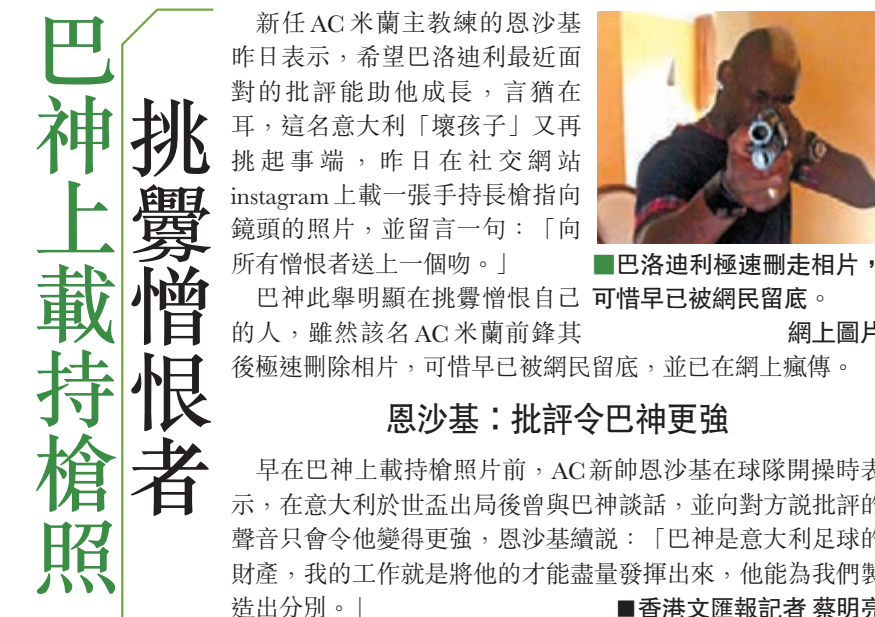 巴神上載持槍照
挑釁憎恨者
新任AC米蘭主教練的恩沙基
昨日表示，希望巴洛迪利最近面
對的批評能助他成長，言猶在
耳，這名意大利「壞孩子」又再
挑起事端，昨日在社交網站
instagram上載一張手持長槍指向
鏡頭的照片，並留言一句：「向
所有憎恨者送上一個吻。」
巴神此舉明顯在挑釁憎恨自己
的人，雖然該名AC米蘭前鋒其
後極速刪除相片，可惜早已被網民留底，並已在網上瘋傳。
■巴洛迪利極速刪走相片，
可惜早已被網民留底。
網上圖片
恩沙基：批評令巴神更強
早在巴神上載持槍照片前，AC新帥恩沙基在球隊開操時表
示，在意大利於世盃出局後曾與巴神談話，並向對方説批評的
聲音只會令他變得更強，恩沙基續説：「巴神是意大利足球的
財產，我的工作就是將他的才能盡量發揮出來，他能為我們製
造出分別。」
■香港文匯報記者 蔡明亮